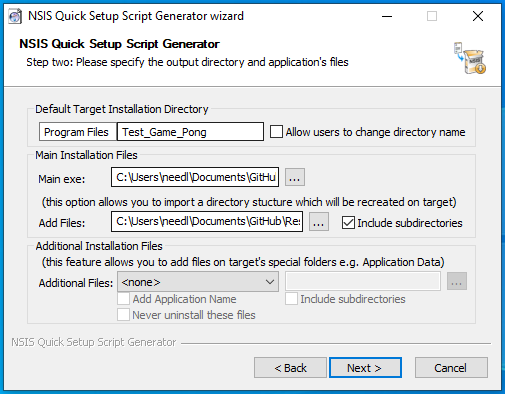 NSIS Quick Setup Script Generator wizard
NSIS Quick Setup Script Generator
Step two: Please specify the output directory and application's files
Default Target Installation Directory
Program Files Test_Game_Pong Allow users to change directory name
Main Installation Files
Main exe: C:\Users\needl\Documents\GitHu ...
(this option allows you to import a directory stucture which will be recreated on target)
Add Files: C:\Users\needl\Documents\GitHub\Re ... Include subdirectories
Additional Installation Files
(this feature allows you to add files on target's special folders e.g. Application Data)
Additional Files: <none> ...
Add Application Name Include subdirectories
Never uninstall these files
NSIS Quick Setup Script Generator
< Back Next > Cancel